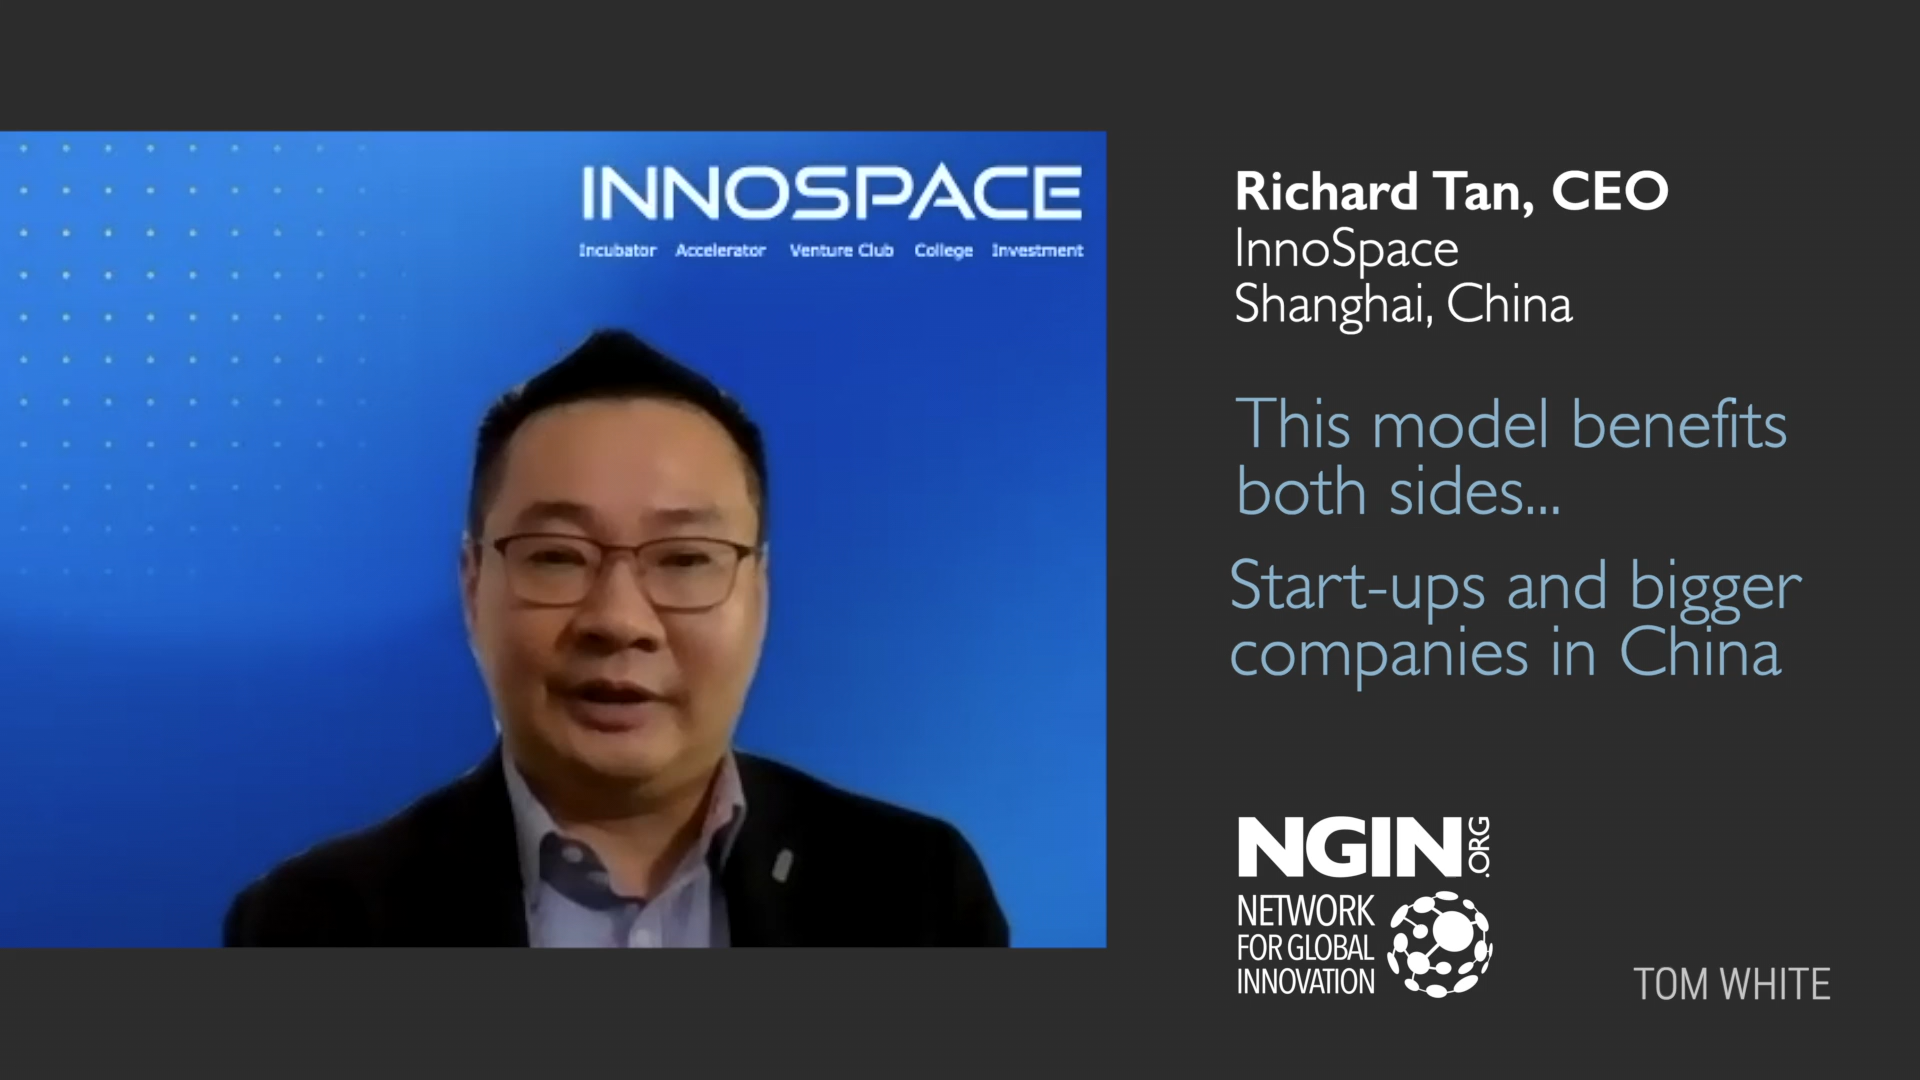 INNOSPACE
Incubator Accelerator Venture Club College Investment
Richard Tan, CEO
InnoSpace
Shanghai, China
This model benefits
both sides...
Start-ups and bigger
companies in China
NGIN.ORG
NETWORK
FOR GLOBAL
INNOVATION
TOM WHITE